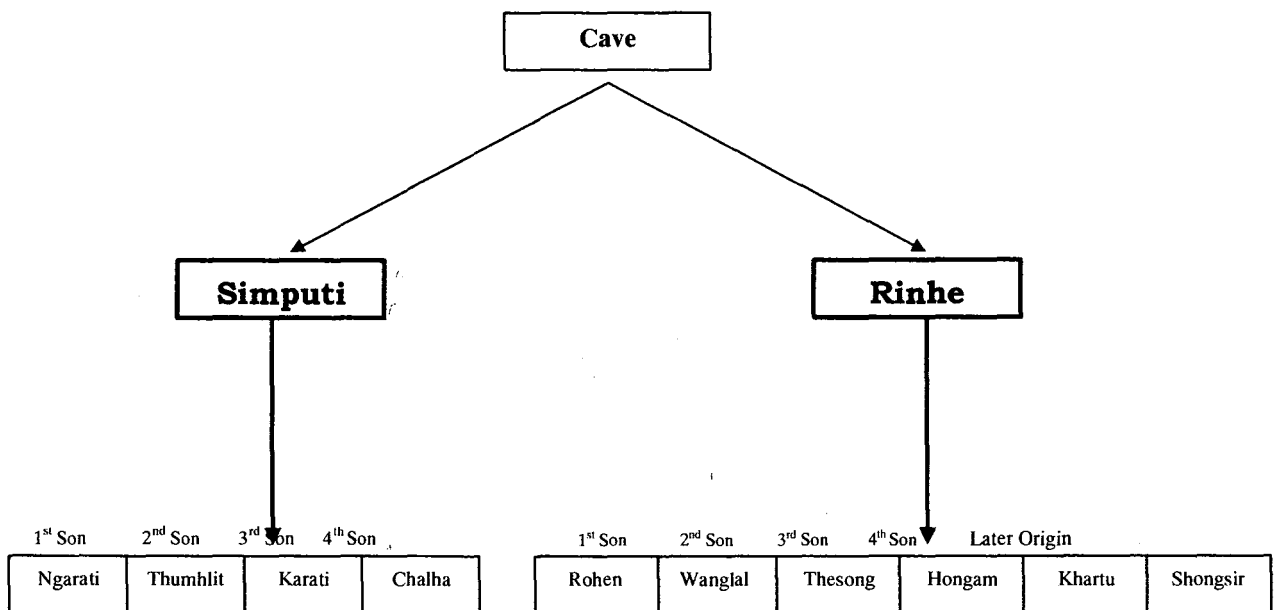 Cave
Simputi
Rinhe
1st Son 2nd Son 3rd Son 4th Son
1st Son 2nd Son 3rd Son 4th Son Later Origin
Ngarati Thumhlit Karati Chalha
Rohen Wanglal Thesong Hongam Khartu Shongsir